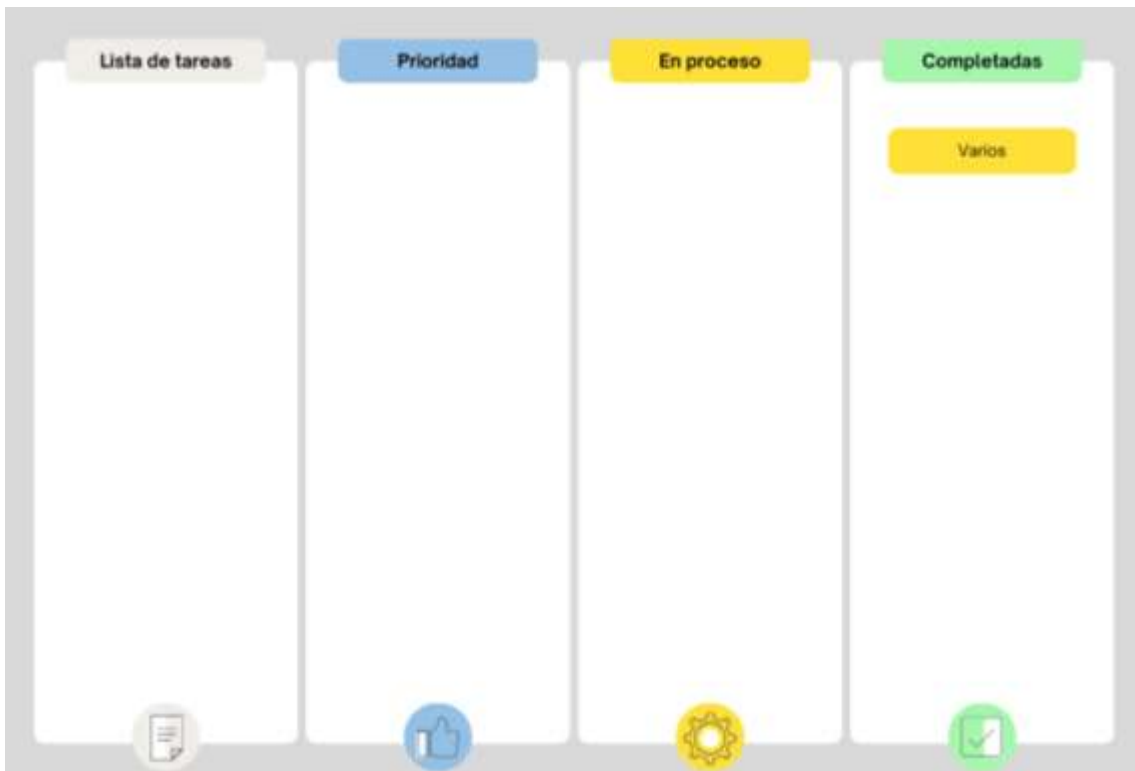 Lista de tareas
Prioridad
En proceso
Completadas
Varios